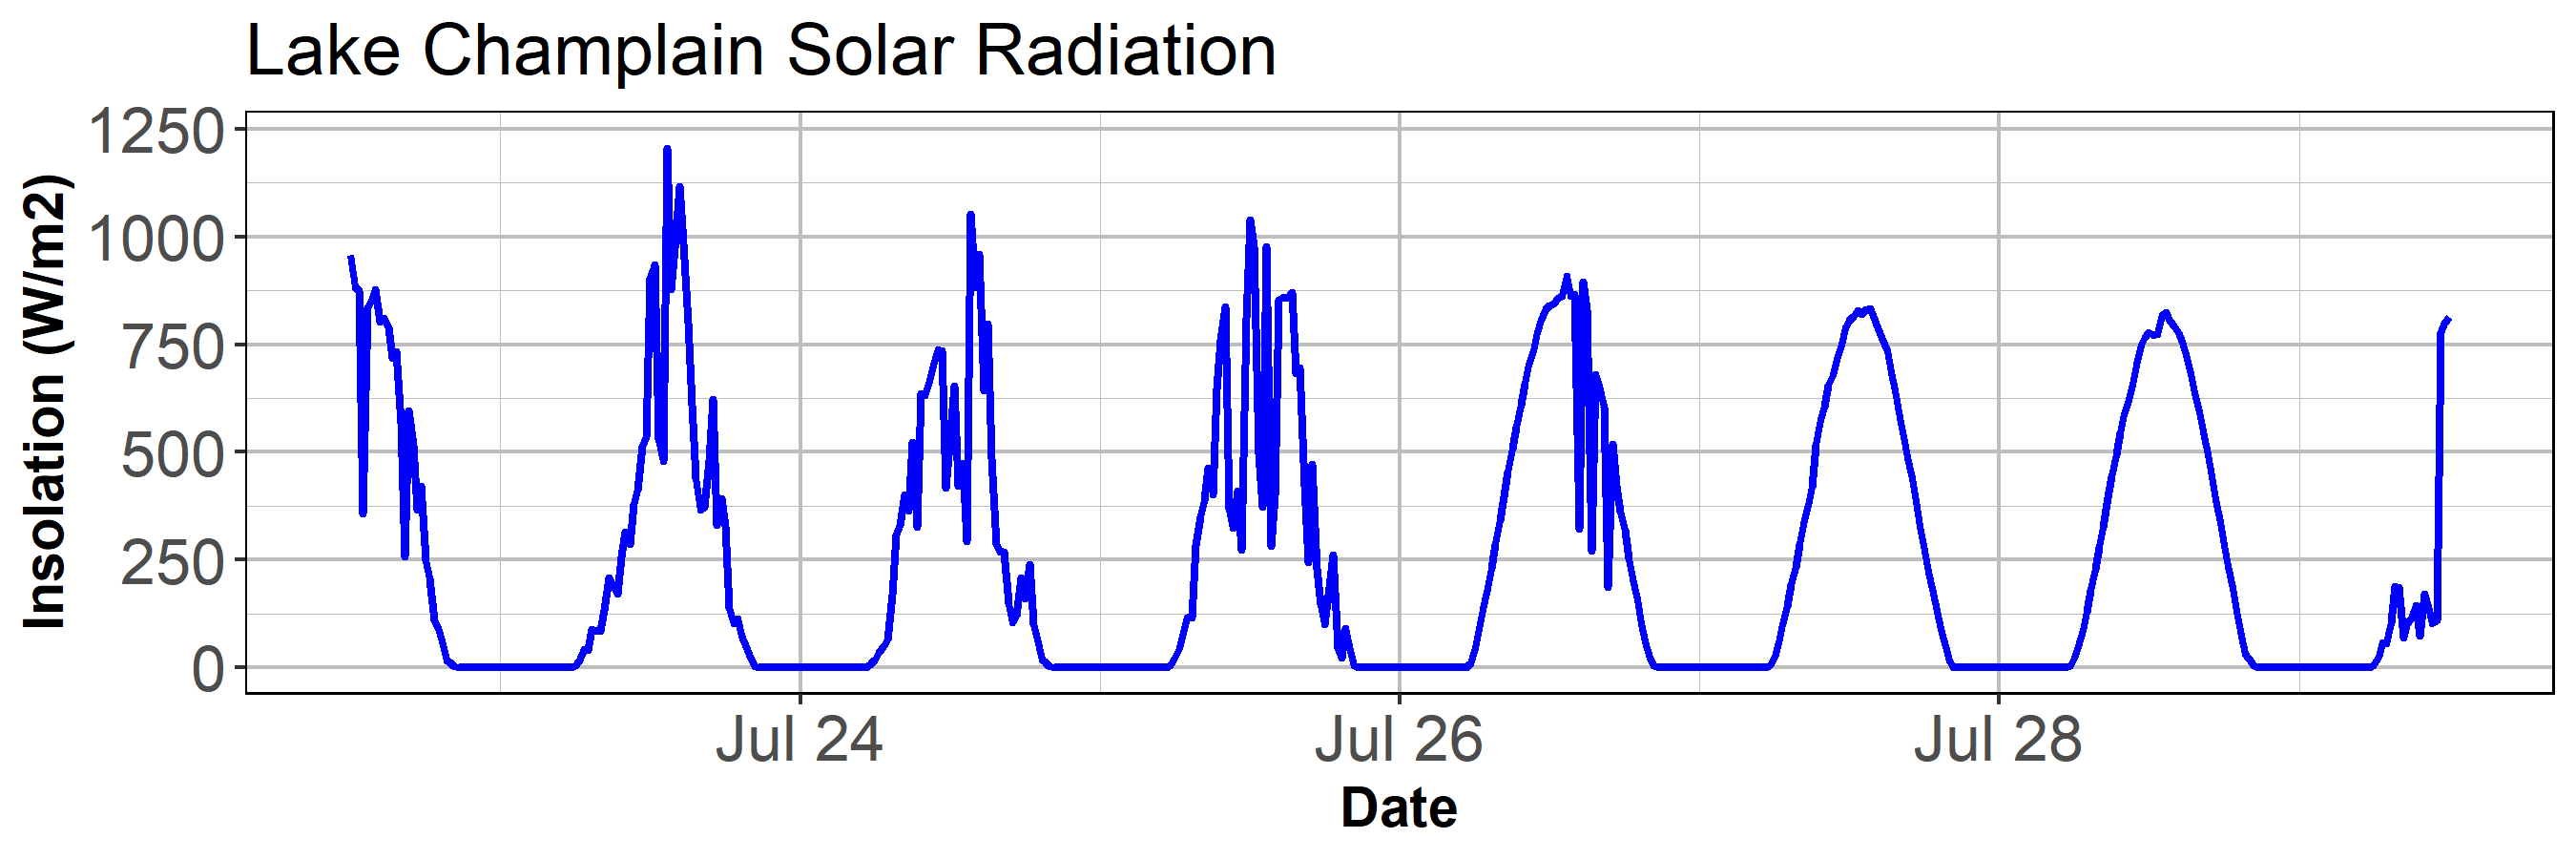 Lake Champlain Solar Radiation
Insolation (W/m2)
1250
1000
750
500
250
0
Jul 24
Jul 26
Jul 28
Date